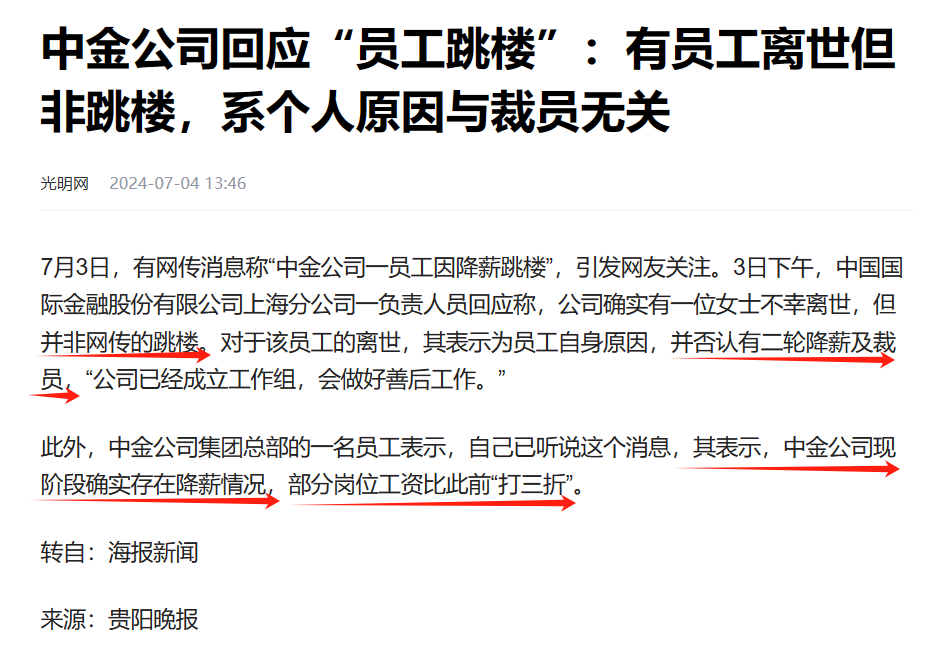 中金公司回应“员工跳楼”：有员工离世但
非跳楼，系个人原因与裁员无关
光明网 2024-07-04 13:46
7月3日，有网传消息称“中金公司一员工因降薪跳楼”，引发网友关注。3日下午，中国国
际金融股份有限公司上海分公司一负责人员回应称，公司确实有一位女士不幸离世，但
并非网传的跳楼。对于该员工的离世，其表示为员工自身原因，并否认有二轮降薪及裁
员，“公司已经成立工作组，会做好善后工作。”
此外，中金公司集团总部的一名员工表示，自己已听说这个消息，其表示，中金公司现
阶段确实存在降薪情况，部分岗位工资比此前“打三折”。
转自：海报新闻
来源：贵阳晚报